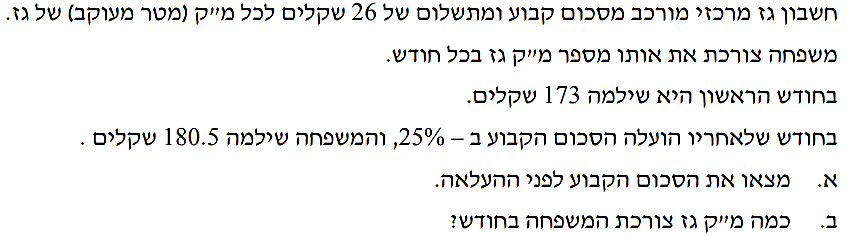 חשבון גז מרכזי מורכב מסכום קבוע ומתשלום של 26 שקלים לכל מ״ק (מטר מעוקב) של גז.
משפחה צורכת את אותו מספר מ״ק גז בכל חודש.
בחודש הראשון היא שילמה 173 שקלים.
בחודש שלאחריו הועלה הסכום הקבוע ב – 25%, והמשפחה שילמה 180.5 שקלים .
א. מצאו את הסכום הקבוע לפני ההעלאה.
ב. כמה מ״ק גז צורכת המשפחה בחודש?